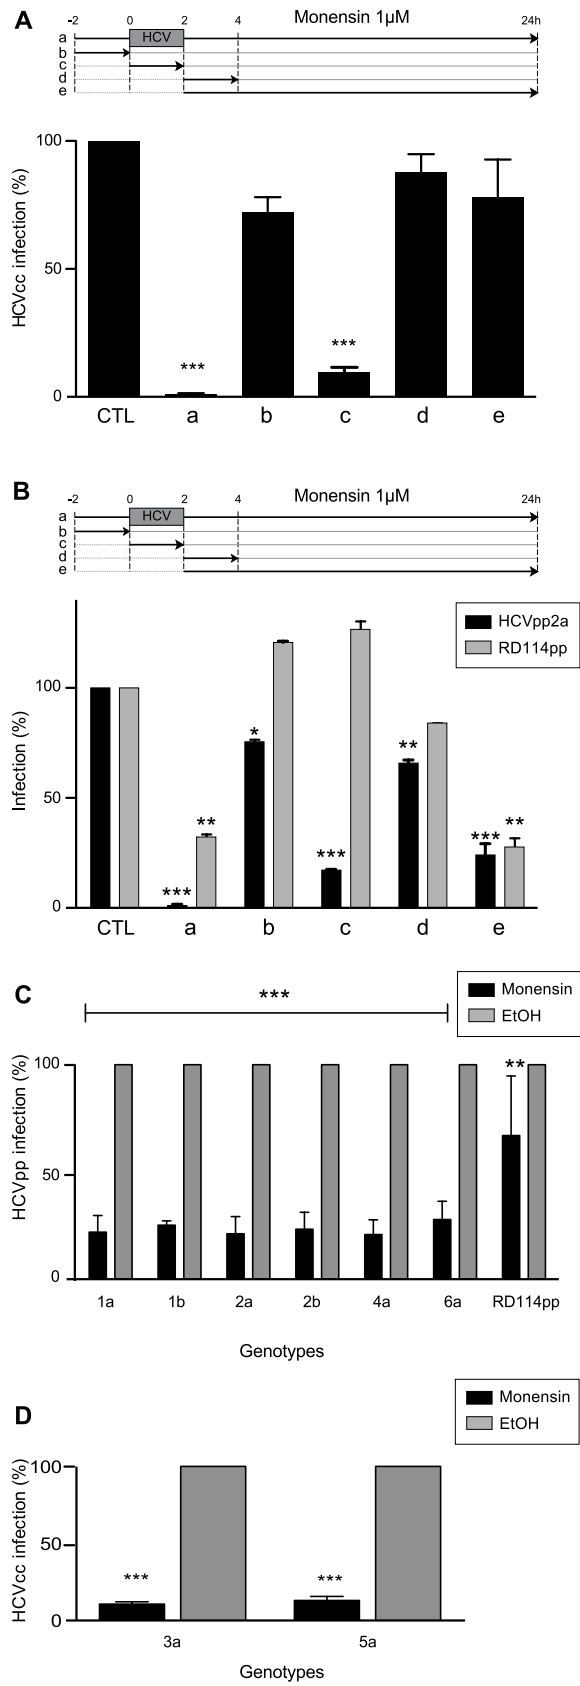 A
Monensin 1μM
-2 0 2 4 24h
a HCV
b
c
d
e
HCVcc infection (%)
100
50
0
***
***
CTL a b c d e
B
Monensin 1μM
-2 0 2 4 24h
a HCV
b
c
d
e
HCVpp2a
RD114pp
Infection (%)
100
50
0
***
**
*
***
**
***
**
CTL a b c d e
C
Monensin
EtOH
***
**
HCVpp infection (%)
100
50
0
1a 1b 2a 2b 4a 6a RD114pp
Genotypes
D
Monensin
EtOH
HCVcc infection (%)
100
50
0
***
***
3a 5a
Genotypes